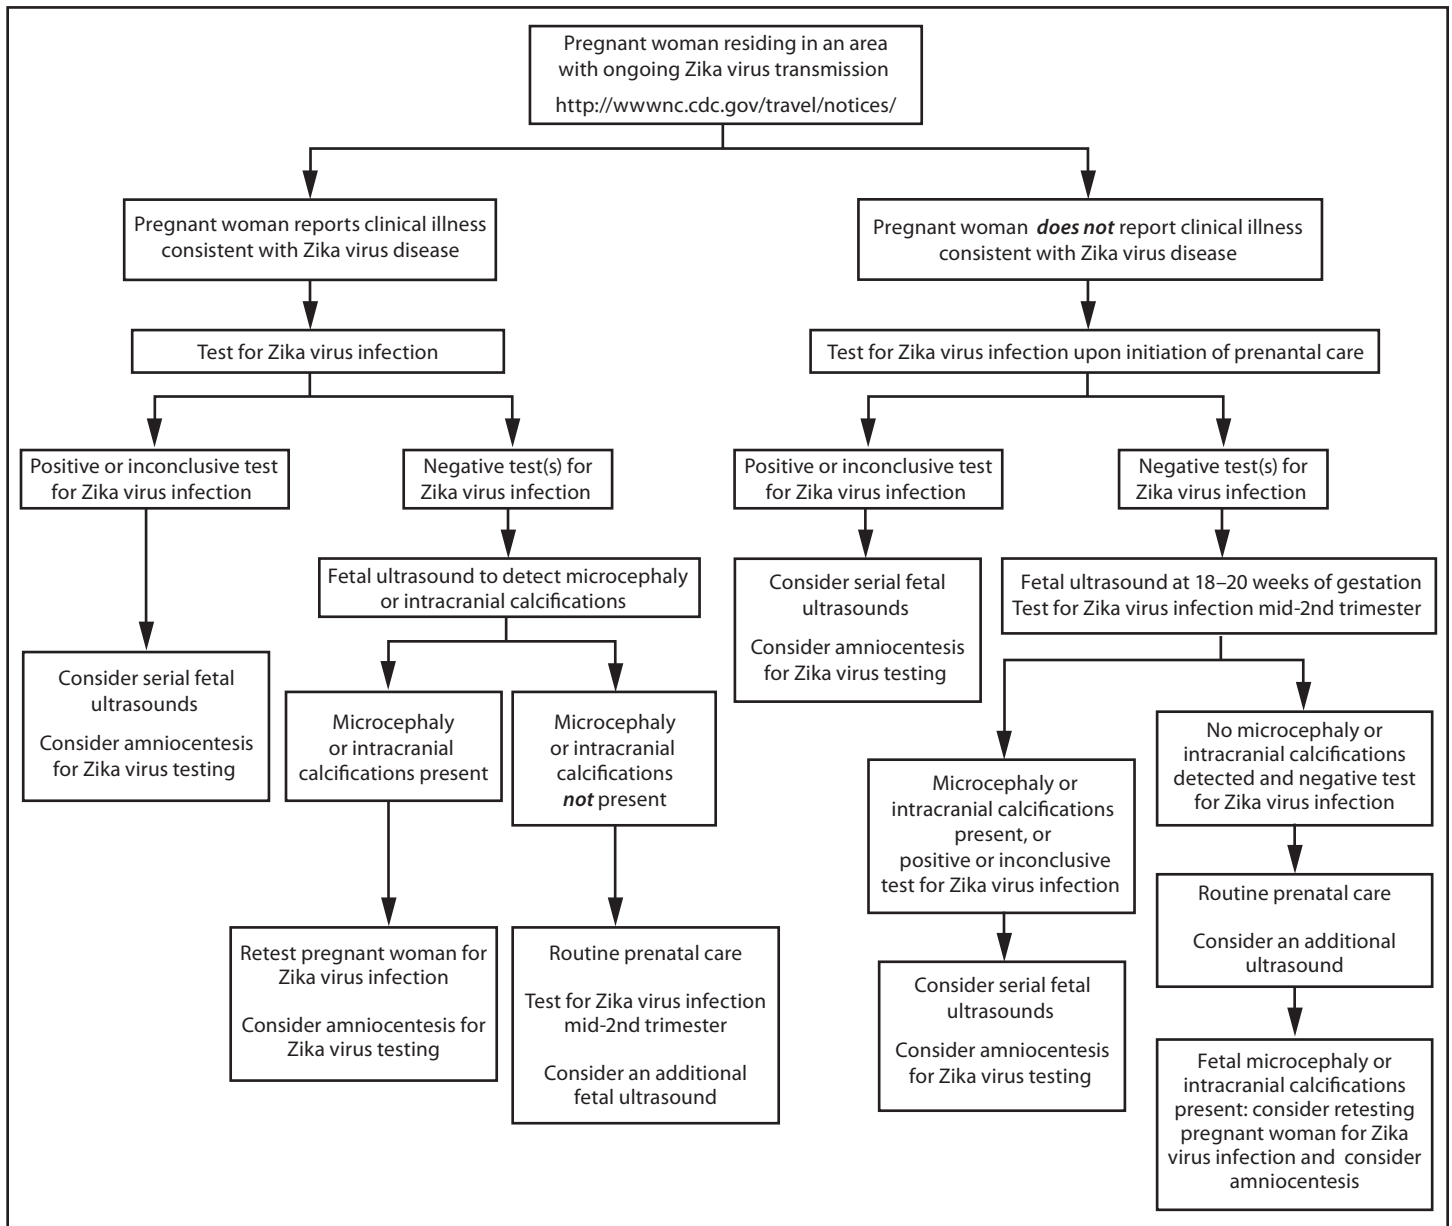 Pregnant woman residing in an area
with ongoing Zika virus transmission
http://wwwnc.cdc.gov/travel/notices/
Pregnant woman reports clinical illness
consistent with Zika virus disease
Pregnant woman does not report clinical illness
consistent with Zika virus disease
Test for Zika virus infection
Test for Zika virus infection upon initiation of prenantal care
Positive or inconclusive test
for Zika virus infection
Negative test(s) for
Zika virus infection
Positive or inconclusive test
for Zika virus infection
Negative test(s) for
Zika virus infection
Fetal ultrasound to detect microcephaly
or intracranial calcifications
Consider serial fetal
ultrasounds
Consider amniocentesis
for Zika virus testing
Fetal ultrasound at 18–20 weeks of gestation
Test for Zika virus infection mid-2nd trimester
Consider serial fetal
ultrasounds
Consider amniocentesis
for Zika virus testing
Microcephaly
or intracranial
calcifications present
Microcephaly
or intracranial
calcifications
not present
Microcephaly or
intracranial calcifications
present, or
positive or inconclusive
test for Zika virus infection
No microcephaly or
intracranial calcifications
detected and negative test
for Zika virus infection
Retest pregnant woman for
Zika virus infection
Consider amniocentesis for
Zika virus testing
Routine prenatal care
Test for Zika virus infection
mid-2nd trimester
Consider an additional
fetal ultrasound
Consider serial fetal
ultrasounds
Consider amniocentesis
for Zika virus testing
Routine prenatal care
Consider an additional
ultrasound
Fetal microcephaly or
intracranial calcifications
present: consider retesting
pregnant woman for Zika
virus infection and consider
amniocentesis